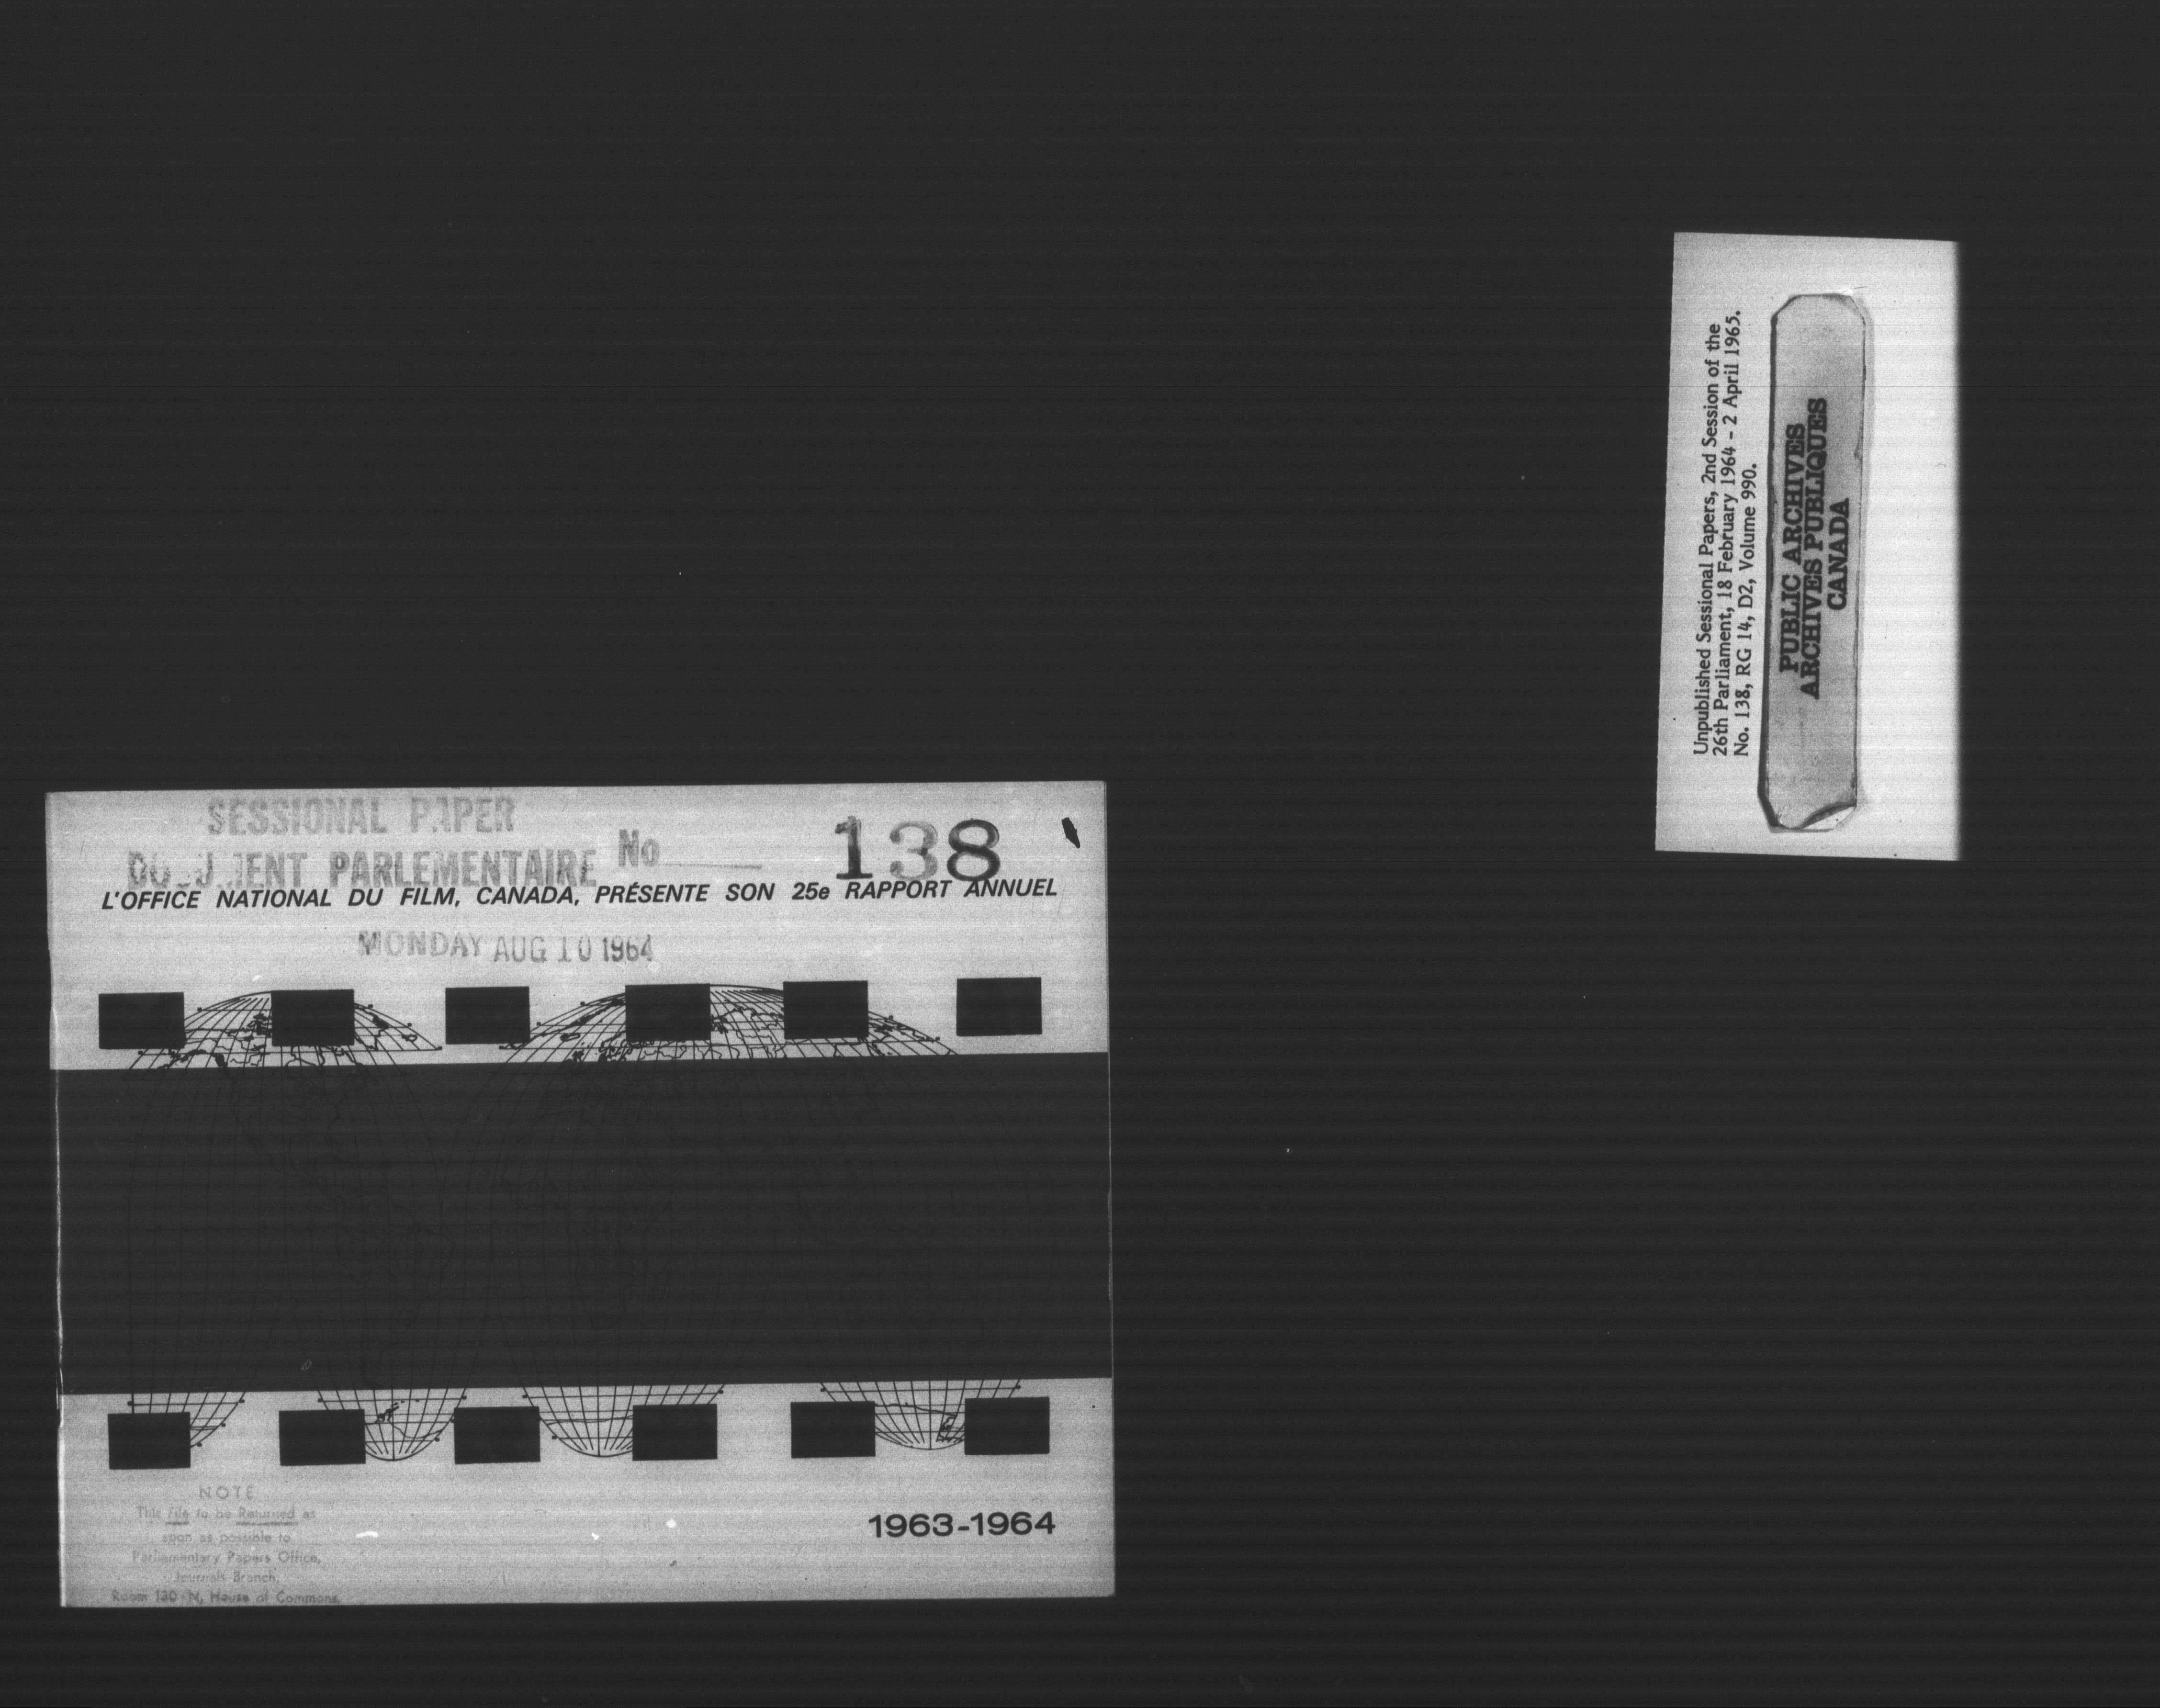 SESSIONAL PAPER
DOCUMENT PARLEMENTAIRE No 138
L'OFFICE NATIONAL DU FILM, CANADA, PRÉSENTE SON 25e RAPPORT ANNUEL
MONDAY AUG 10 1964
NOTE
This File to be Returned as
soon as possible to
Parliamentary Papers Office,
Journals Branch,
Room 130-N, House of Commons.
1963-1964
Unpublished Sessional Papers, 2nd Session of the
26th Parliament, 18 February 1964 - 2 April 1965.
No. 138, RG 14, D2, Volume 990.
PUBLIC ARCHIVES
ARCHIVES PUBLIQUES
CANADA